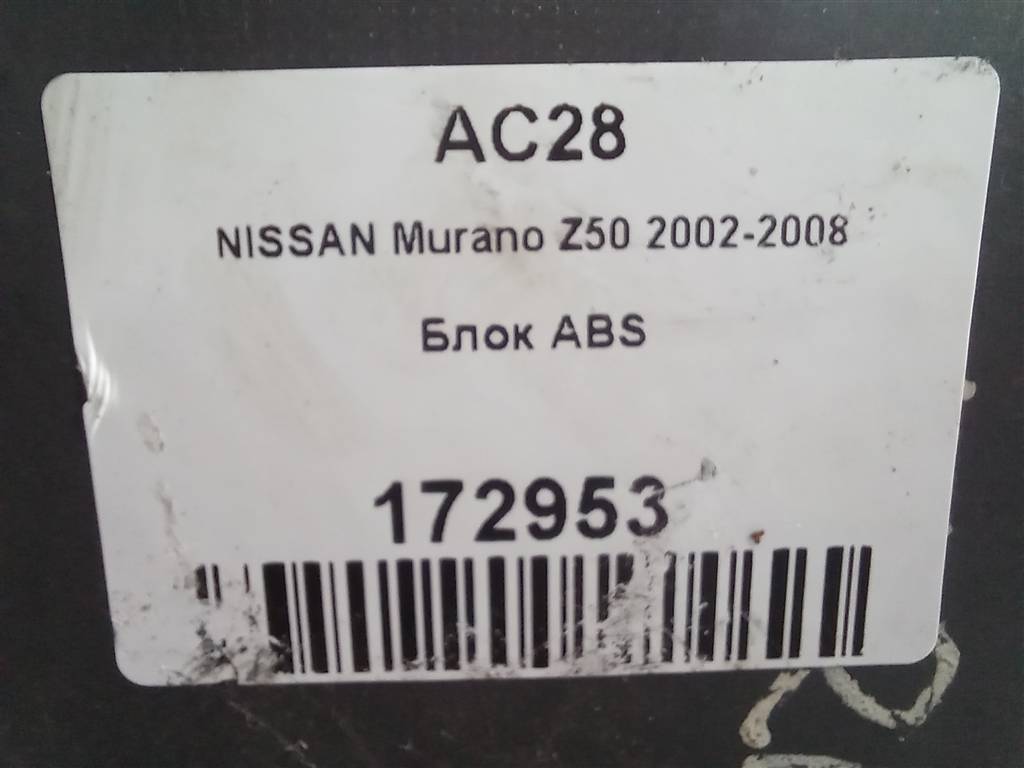 AC28
NISSAN Murano Z50 2002-2008
Блок ABS
172953